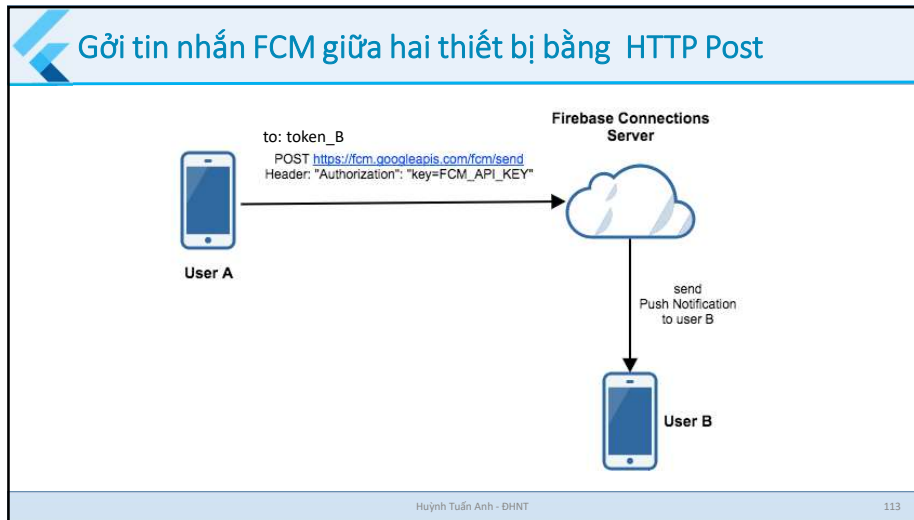 Gởi tin nhắn FCM giữa hai thiết bị bằng HTTP Post
to: token_B
POST https://fcm.googleapis.com/fcm/send
Header: "Authorization": "key=FCM_API_KEY"
Firebase Connections
Server
User A
send
Push Notification
to user B
User B
Huỳnh Tuấn Anh - ĐHNT
113